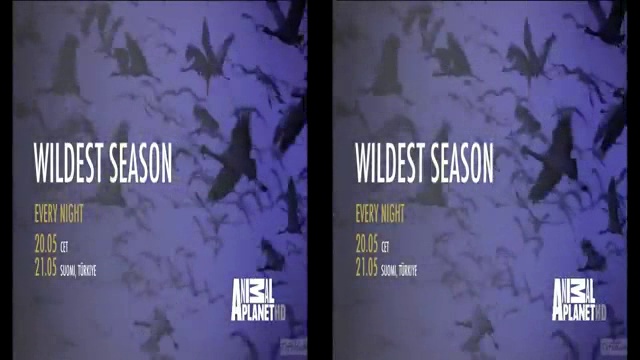 WILDEST SEASON
EVERY NIGHT
20.05 CET
21.05 SUOMI, TÜRKIYE
ANIMAL
PLANET HD
WILDEST SEASON
EVERY NIGHT
20.05 CET
21.05 SUOMI, TÜRKIYE
ANIMAL
PLANET HD